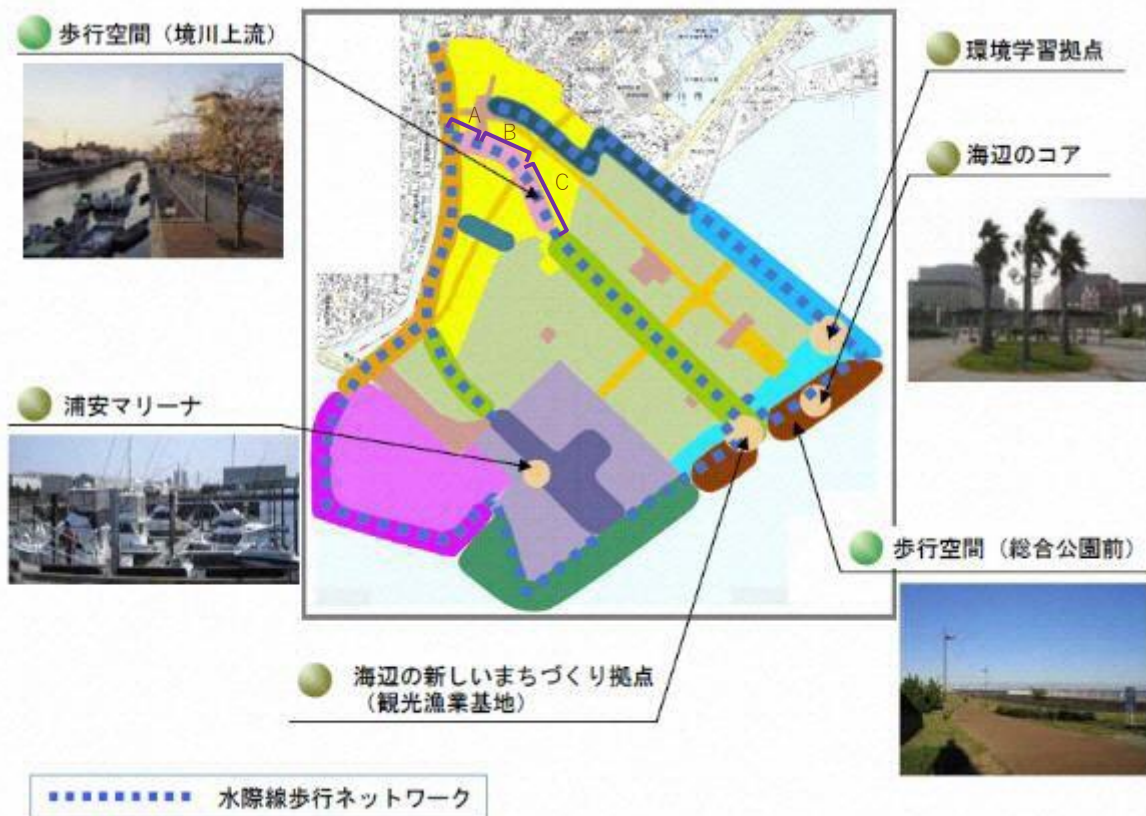 歩行空間（境川上流）
環境学習拠点
海辺のコア
A
B
C
浦安マリーナ
歩行空間（総合公園前）
海辺の新しいまちづくり拠点
（観光漁業基地）
水際線歩行ネットワーク